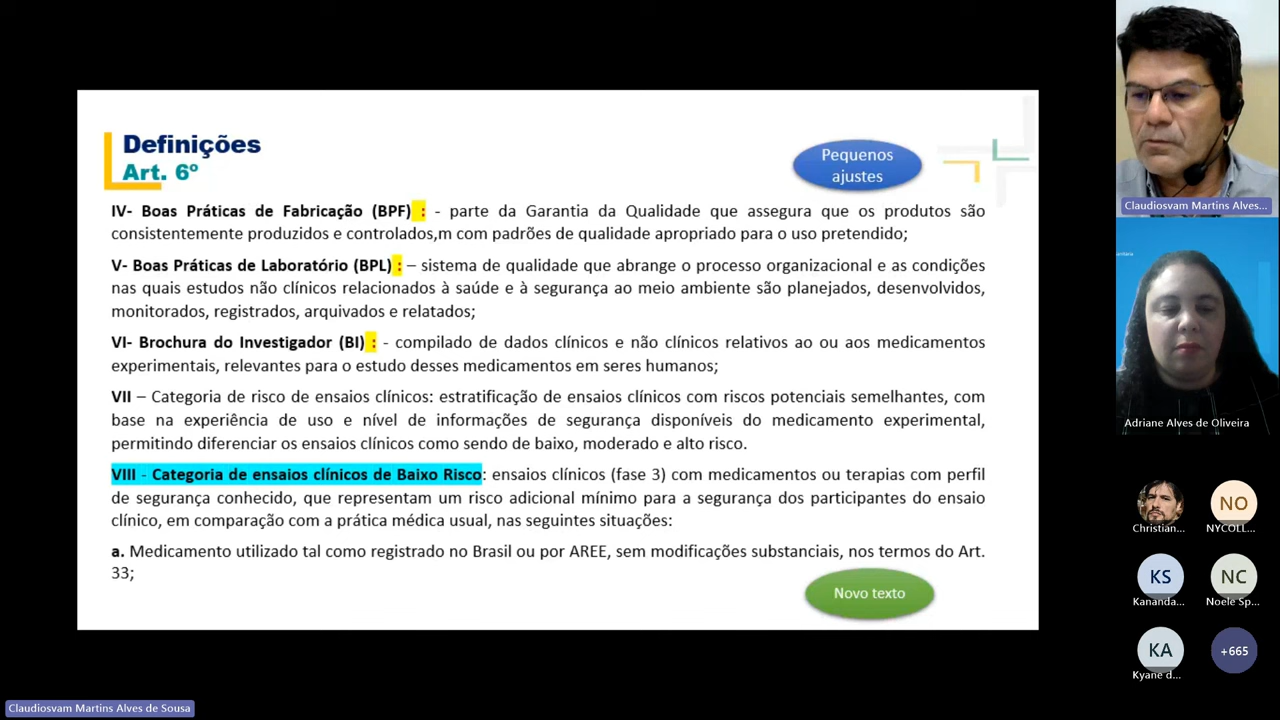 Definições
Art. 6º
Pequenos
ajustes
IV- Boas Práticas de Fabricação (BPF) : - parte da Garantia da Qualidade que assegura que os produtos são
consistentemente produzidos e controlados,m com padrões de qualidade apropriado para o uso pretendido;
V- Boas Práticas de Laboratório (BPL) : – sistema de qualidade que abrange o processo organizacional e as condições
nas quais estudos não clínicos relacionados à saúde e à segurança ao meio ambiente são planejados, desenvolvidos,
monitorados, registrados, arquivados e relatados;
VI- Brochura do Investigador (BI) : - compilado de dados clínicos e não clínicos relativos ao ou aos medicamentos
experimentais, relevantes para o estudo desses medicamentos em seres humanos;
VII – Categoria de risco de ensaios clínicos: estratificação de ensaios clínicos com riscos potenciais semelhantes, com
base na experiência de uso e nível de informações de segurança disponíveis do medicamento experimental,
permitindo diferenciar os ensaios clínicos como sendo de baixo, moderado e alto risco.
VIII - Categoria de ensaios clínicos de Baixo Risco: ensaios clínicos (fase 3) com medicamentos ou terapias com perfil
de segurança conhecido, que representam um risco adicional mínimo para a segurança dos participantes do ensaio
clínico, em comparação com a prática médica usual, nas seguintes situações:
a. Medicamento utilizado tal como registrado no Brasil ou por AREE, sem modificações substanciais, nos termos do Art.
33;
Novo texto
Claudiosvam Martins Alves...
Adriane Alves de Oliveira
Christian...
NO
NYCOLL...
KS
Kananda...
NC
Noele Sp...
KA
Kyane d...
+665
Claudiosvam Martins Alves de Sousa